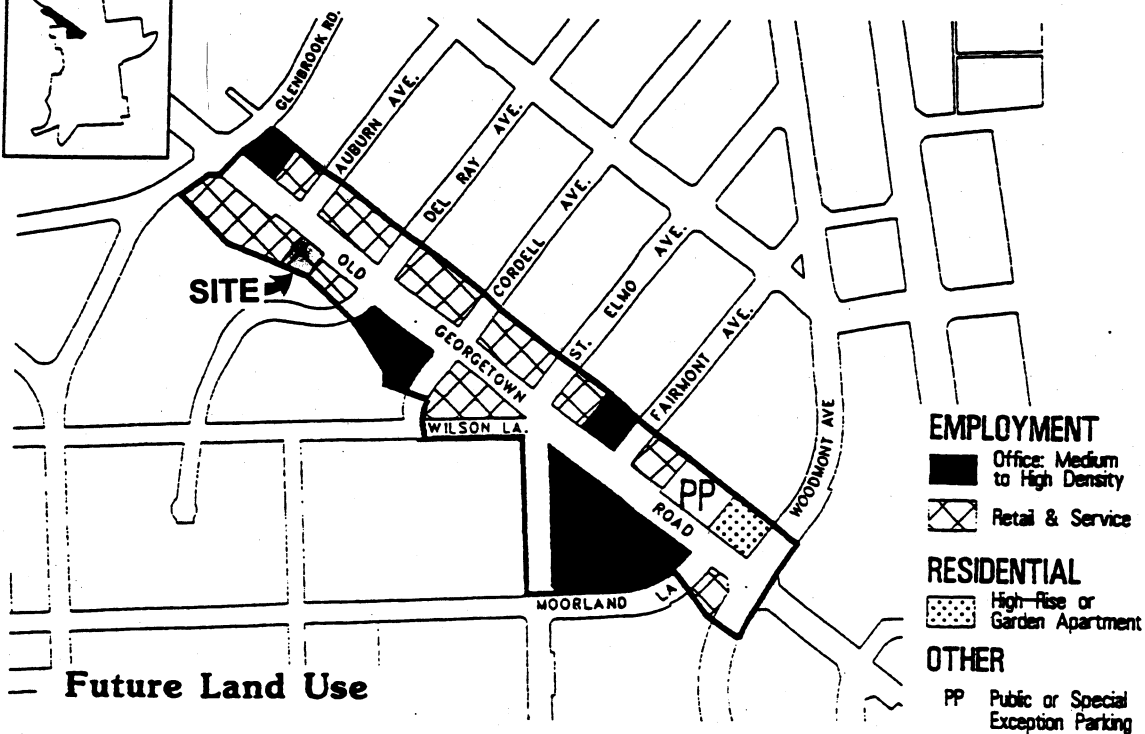 GLENBROOK RD.
AUBURN AVE.
DEL RAY AVE.
CORDELL AVE.
ST. ELMO AVE.
FAIRMONT AVE.
WOODMONT AVE
SITE
OLD GEORGETOWN ROAD
WILSON LA.
PP
MOORLAND LA
Future Land Use
EMPLOYMENT
Office: Medium
to High Density
Retail & Service
RESIDENTIAL
High-Rise or
Garden Apartment
OTHER
PP Public or Special
Exception Parking